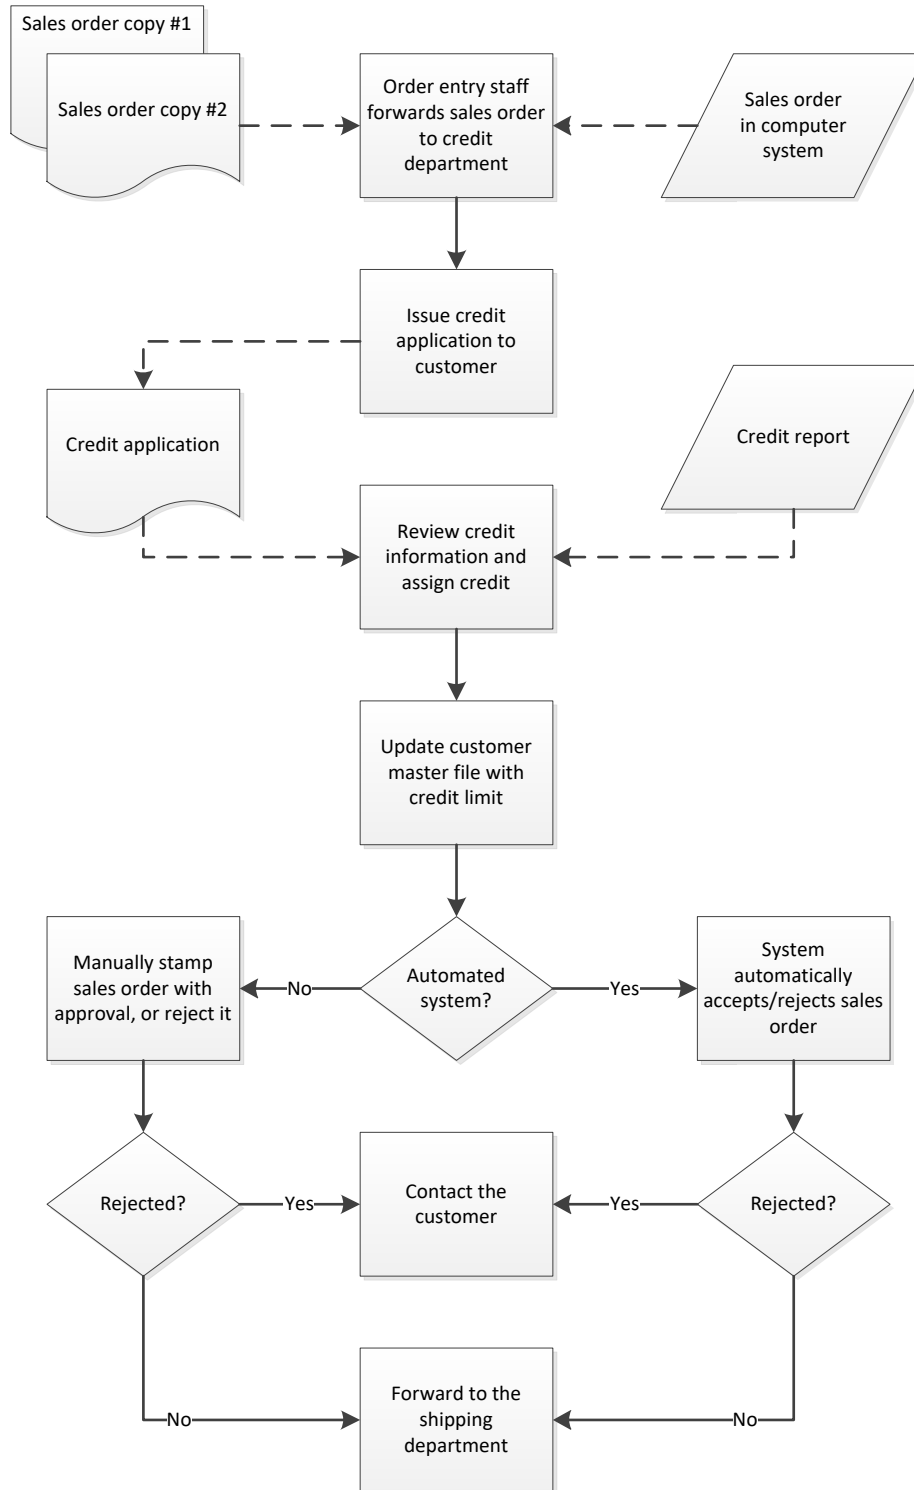 Sales order copy #1
Sales order copy #2
Order entry staff
forwards sales order
to credit
department
Sales order
in computer
system
Issue credit
application to
customer
Credit application
Credit report
Review credit
information and
assign credit
Update customer
master file with
credit limit
Manually stamp
sales order with
approval, or reject it
No
Automated
system?
Yes
System
automatically
accepts/rejects sales
order
Rejected?
Yes
Contact the
customer
Yes
Rejected?
No
Forward to the
shipping
department
No